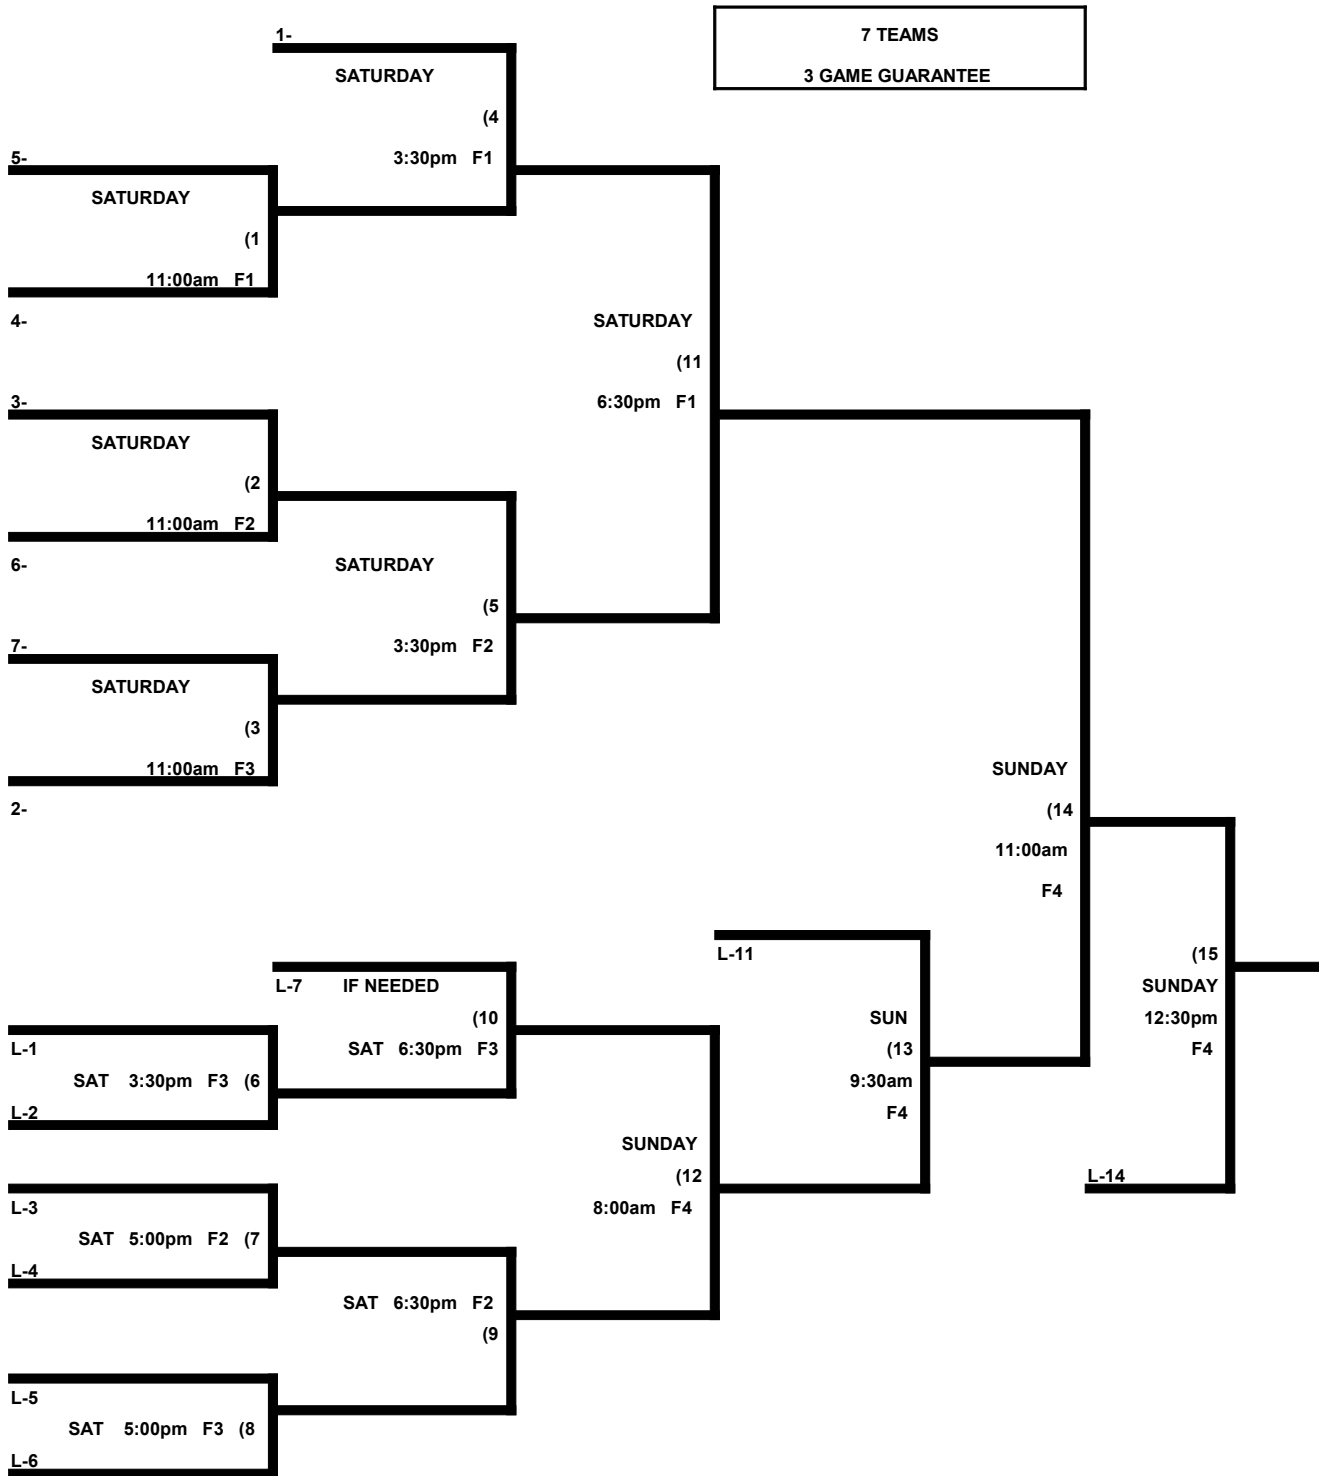 7 TEAMS
3 GAME GUARANTEE
1-
SATURDAY
(4
3:30pm F1
5-
SATURDAY
(1
11:00am F1
4-
SATURDAY
(11
6:30pm F1
3-
SATURDAY
(2
11:00am F2
6-
SATURDAY
(5
3:30pm F2
7-
SATURDAY
(3
11:00am F3
2-
SUNDAY
(14
11:00am
F4
L-11
L-7 IF NEEDED
(10
SAT 6:30pm F3
L-1
SAT 3:30pm F3 (6
L-2
SUN
(13
9:30am
F4
(15
SUNDAY
12:30pm
F4
SUNDAY
(12
8:00am F4
L-14
L-3
SAT 5:00pm F2 (7
L-4
SAT 6:30pm F2
(9
L-5
SAT 5:00pm F3 (8
L-6